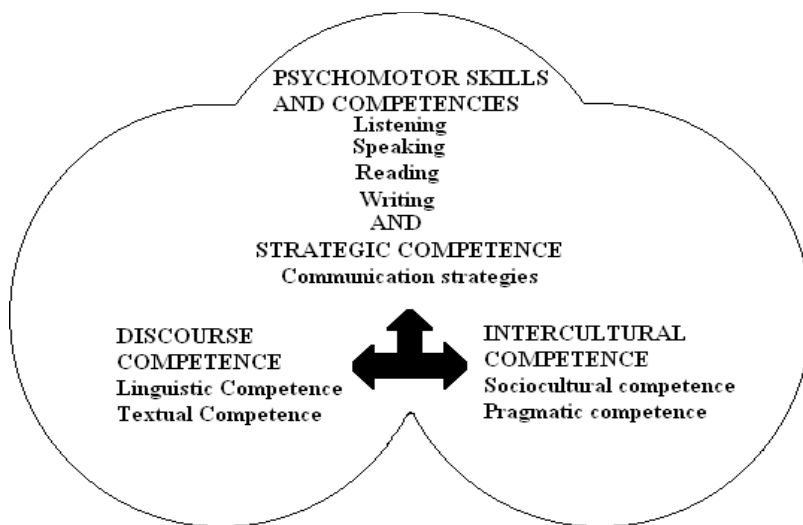 PSYCHOMOTOR SKILLS
AND COMPETENCIES
Listening
Speaking
Reading
Writing
AND
STRATEGIC COMPETENCE
Communication strategies
DISCOURSE
COMPETENCE
Linguistic Competence
Textual Competence
INTERCULTURAL
COMPETENCE
Sociocultural competence
Pragmatic competence